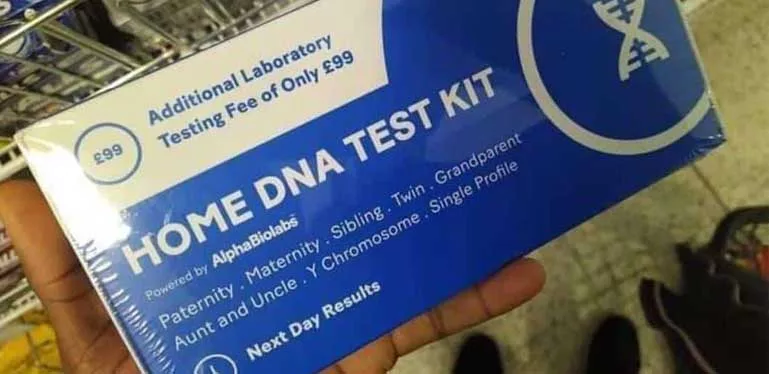 Additional Laboratory
Testing Fee of Only £99
£99
HOME DNA TEST KIT
Powered by AlphaBiolabs
Paternity . Maternity . Sibling . Twin . Grandparent
Aunt and Uncle . Y Chromosome . Single Profile
Next Day Results